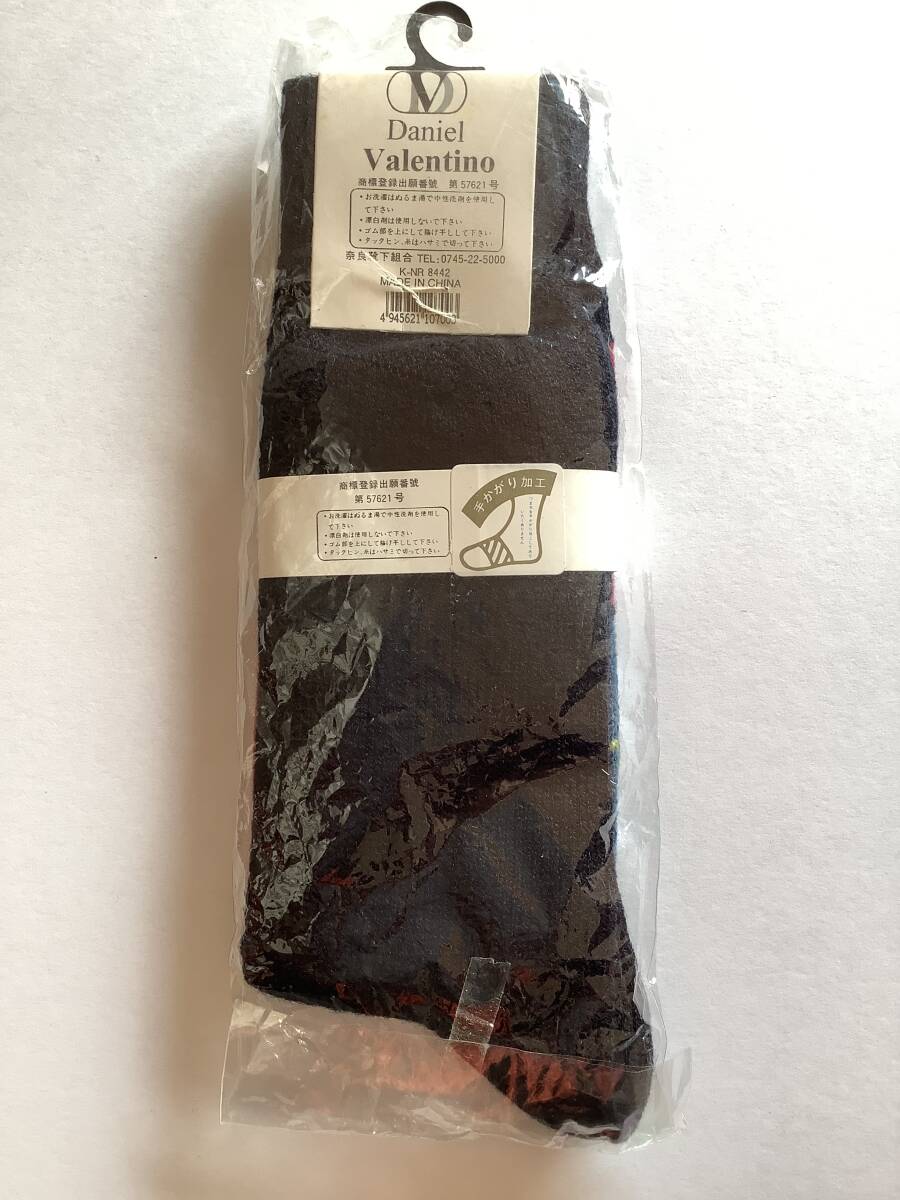 Daniel
Valentino
商標登録出願番號 第57621号
・お洗濯はぬるま湯で中性洗剤を使用し
て下さい
・漂白剤は使用しないで下さい
・ゴム部を上にして陰げ干しして下さい
・タックピン、糸はハサミで切って下さい
奈良靴下組合 TEL:0745-22-5000
K-NR 8442
MADE IN CHINA
4 945621 107003
商標登録出願番號
第57621号
・お洗濯はぬるま湯で中性洗剤を使用し
て下さい
・漂白剤は使用しないで下さい
・ゴム部を上にして陰げ干しして下さい
・タックピン、糸はハサミで切って下さい
手かがり加工